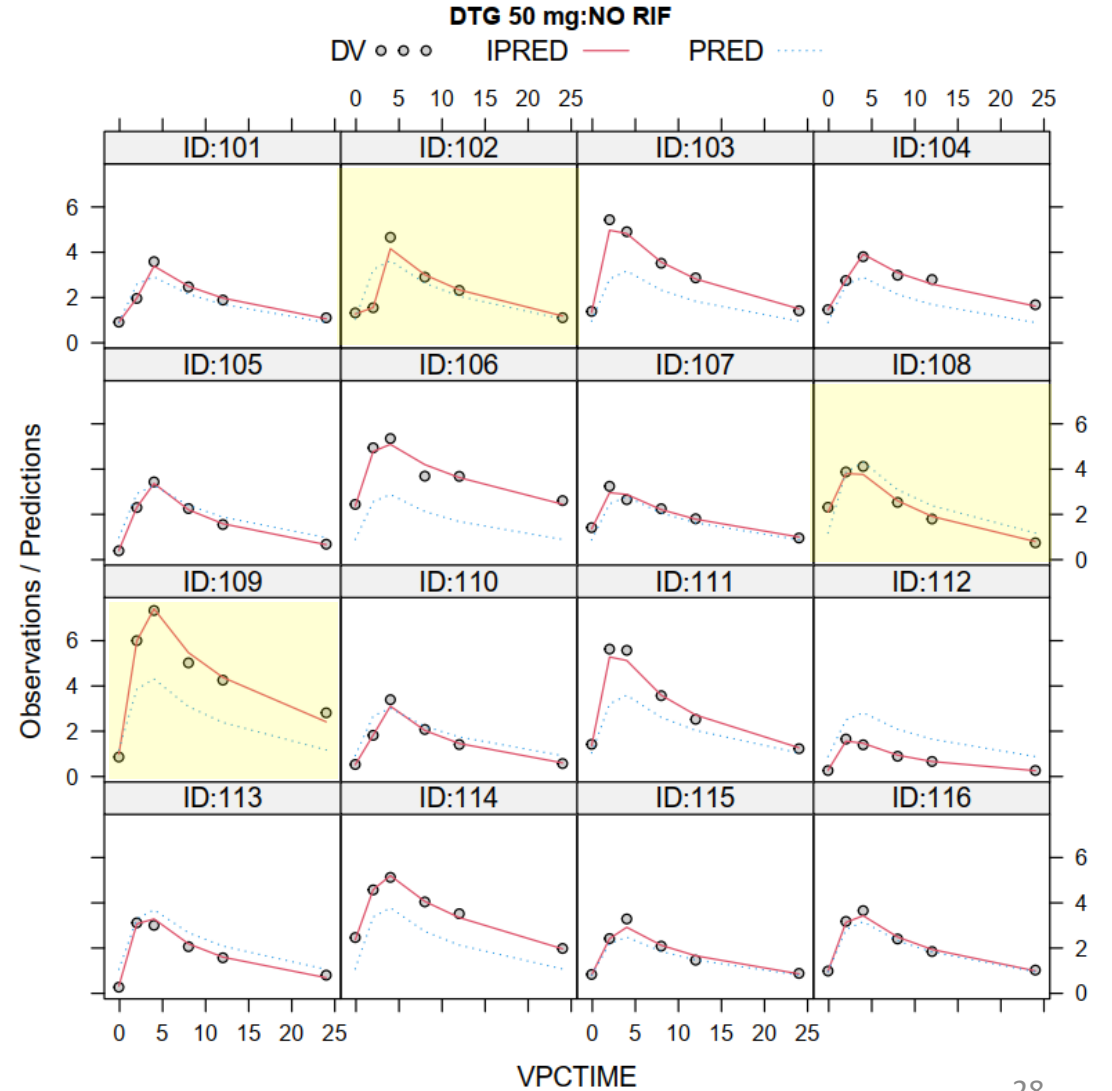 DTG 50 mg:NO RIF
DV IPRED PRED
0 5 10 15 20 25 0 5 10 15 20 25
ID:101 ID:102 ID:103 ID:104
6
4
2
0
ID:105 ID:106 ID:107 ID:108
6
4
2
0
ID:109 ID:110 ID:111 ID:112
6
4
2
0
ID:113 ID:114 ID:115 ID:116
6
4
2
0
0 5 10 15 20 25 0 5 10 15 20 25
Observations / Predictions
VPCTIME
28